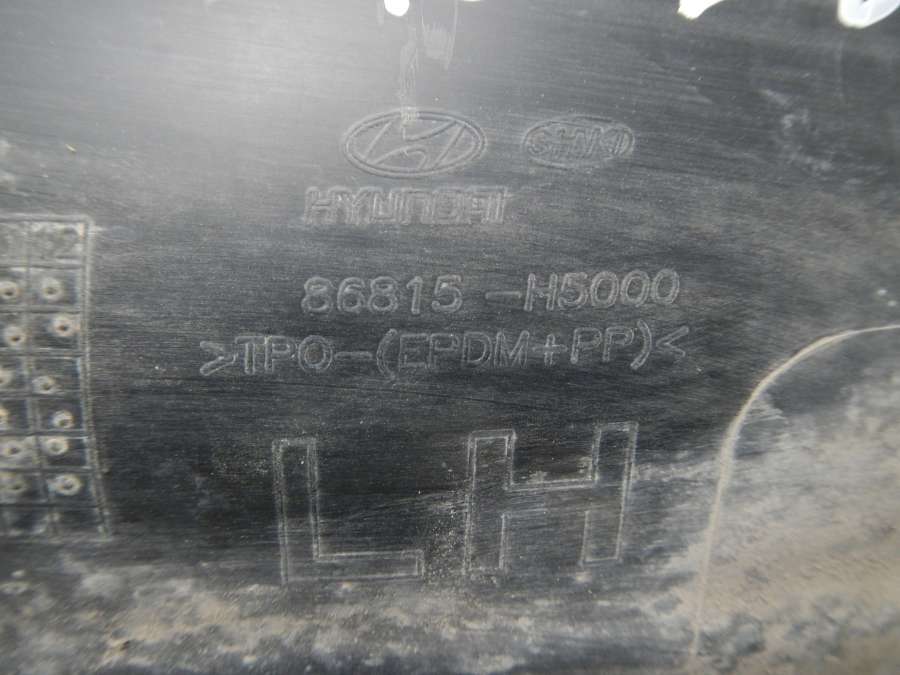 HYUNDAI
86815-H5000
>TPO-(EPDM+PP)<
LH